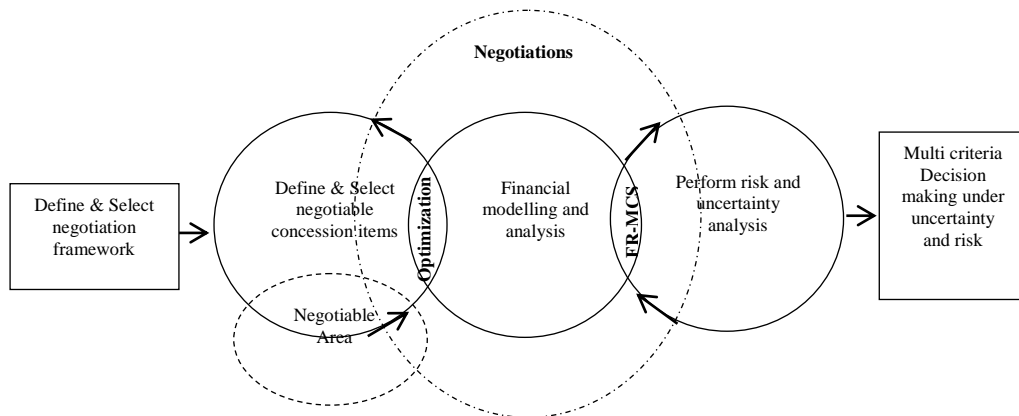 Negotiations
Define & Select
negotiation
framework
Define & Select
negotiable
concession items
Negotiable
Area
Optimization
Financial
modelling and
analysis
FR-MCS
Perform risk and
uncertainty
analysis
Multi criteria
Decision
making under
uncertainty
and risk